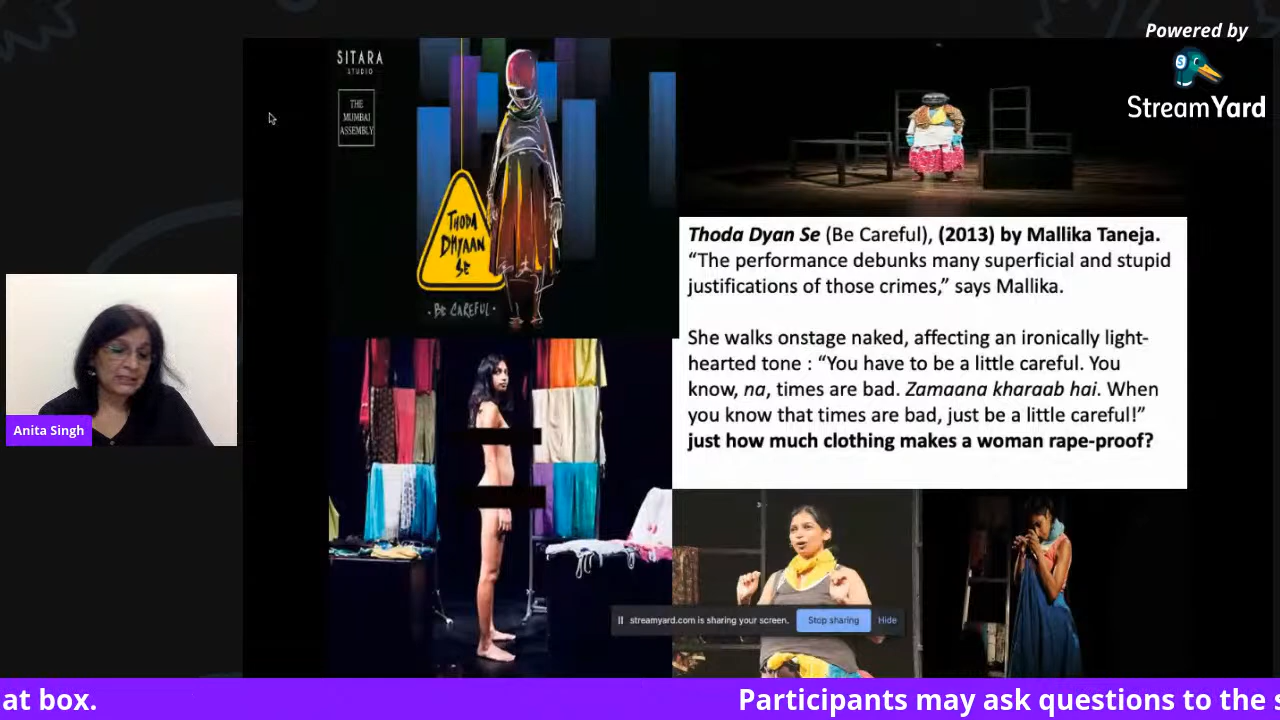 Powered by
StreamYard
SITARA
STUDIO
THE
MUMBAI
ASSEMBLY
THODA
DHYAAN
SE
· BE CAREFUL ·
Thoda Dyan Se (Be Careful), (2013) by Mallika Taneja.
“The performance debunks many superficial and stupid
justifications of those crimes,” says Mallika.
She walks onstage naked, affecting an ironically light-
hearted tone : “You have to be a little careful. You
know, na, times are bad. Zamaana kharaab hai. When
you know that times are bad, just be a little careful!”
just how much clothing makes a woman rape-proof?
Anita Singh
streamyard.com is sharing your screen.
Stop sharing
Hide
at box.
Participants may ask questions to the s